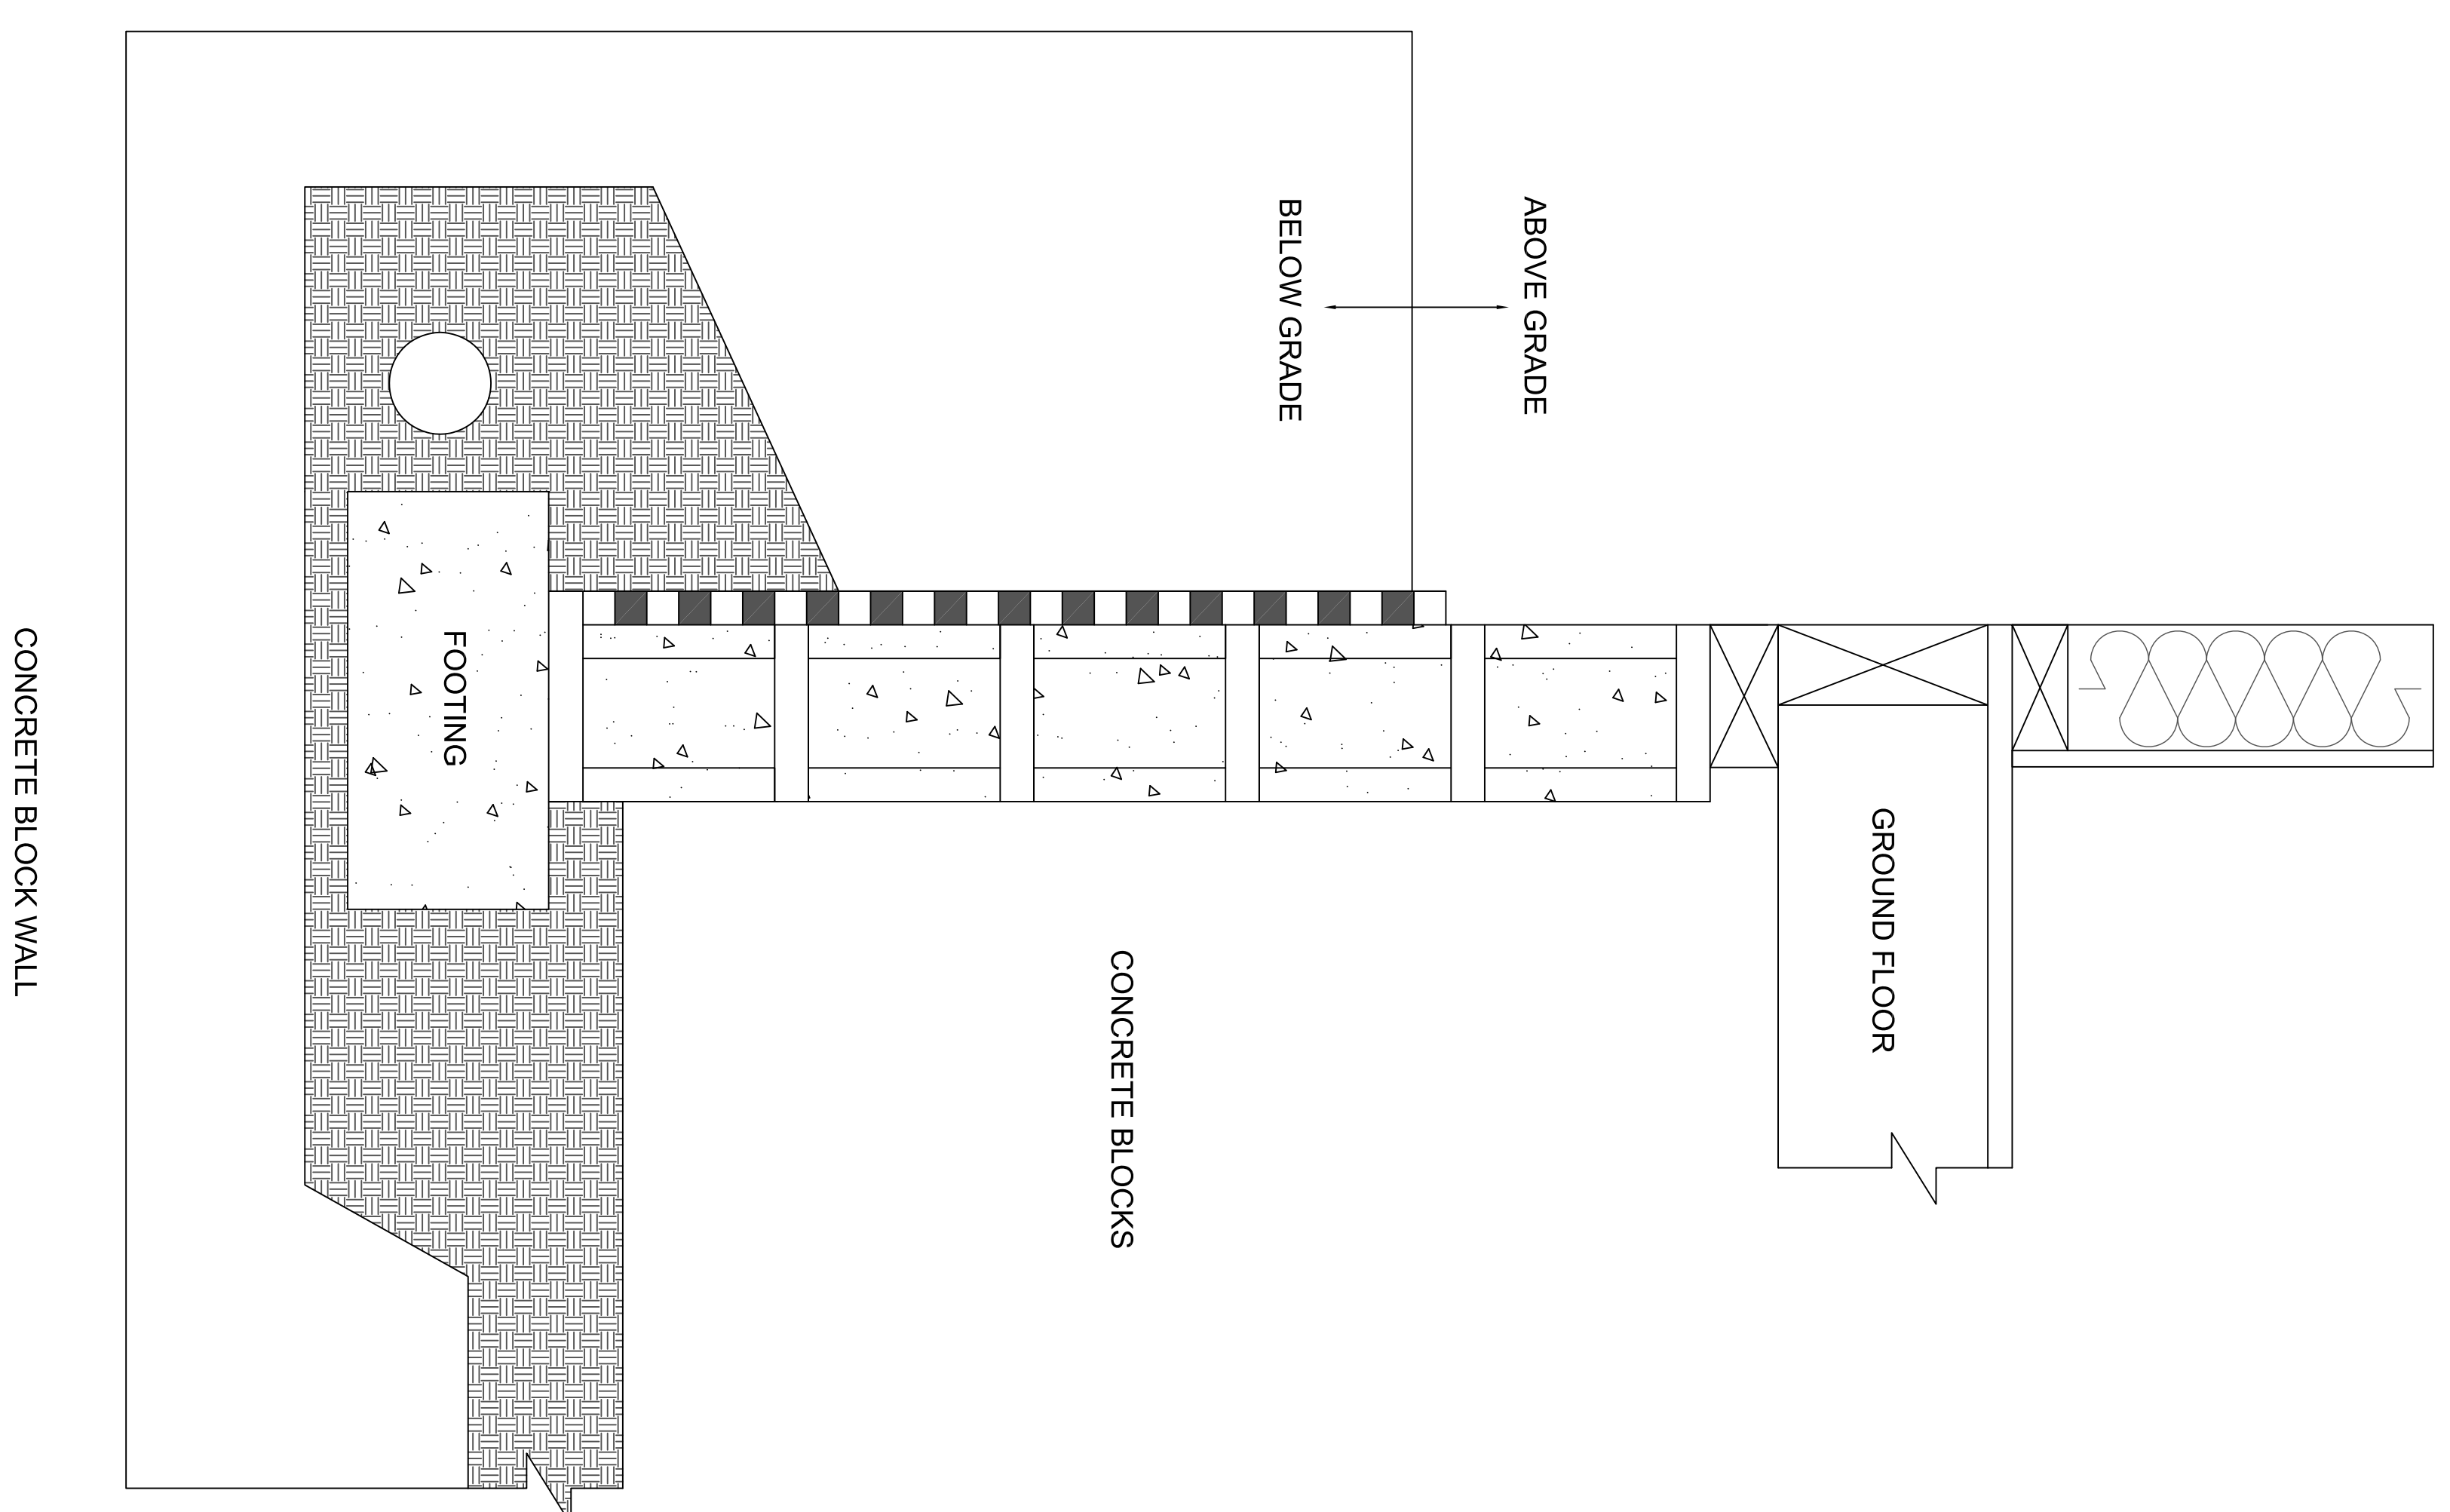 GROUND FLOOR
ABOVE GRADE
BELOW GRADE
CONCRETE BLOCKS
FOOTING
CONCRETE BLOCK WALL